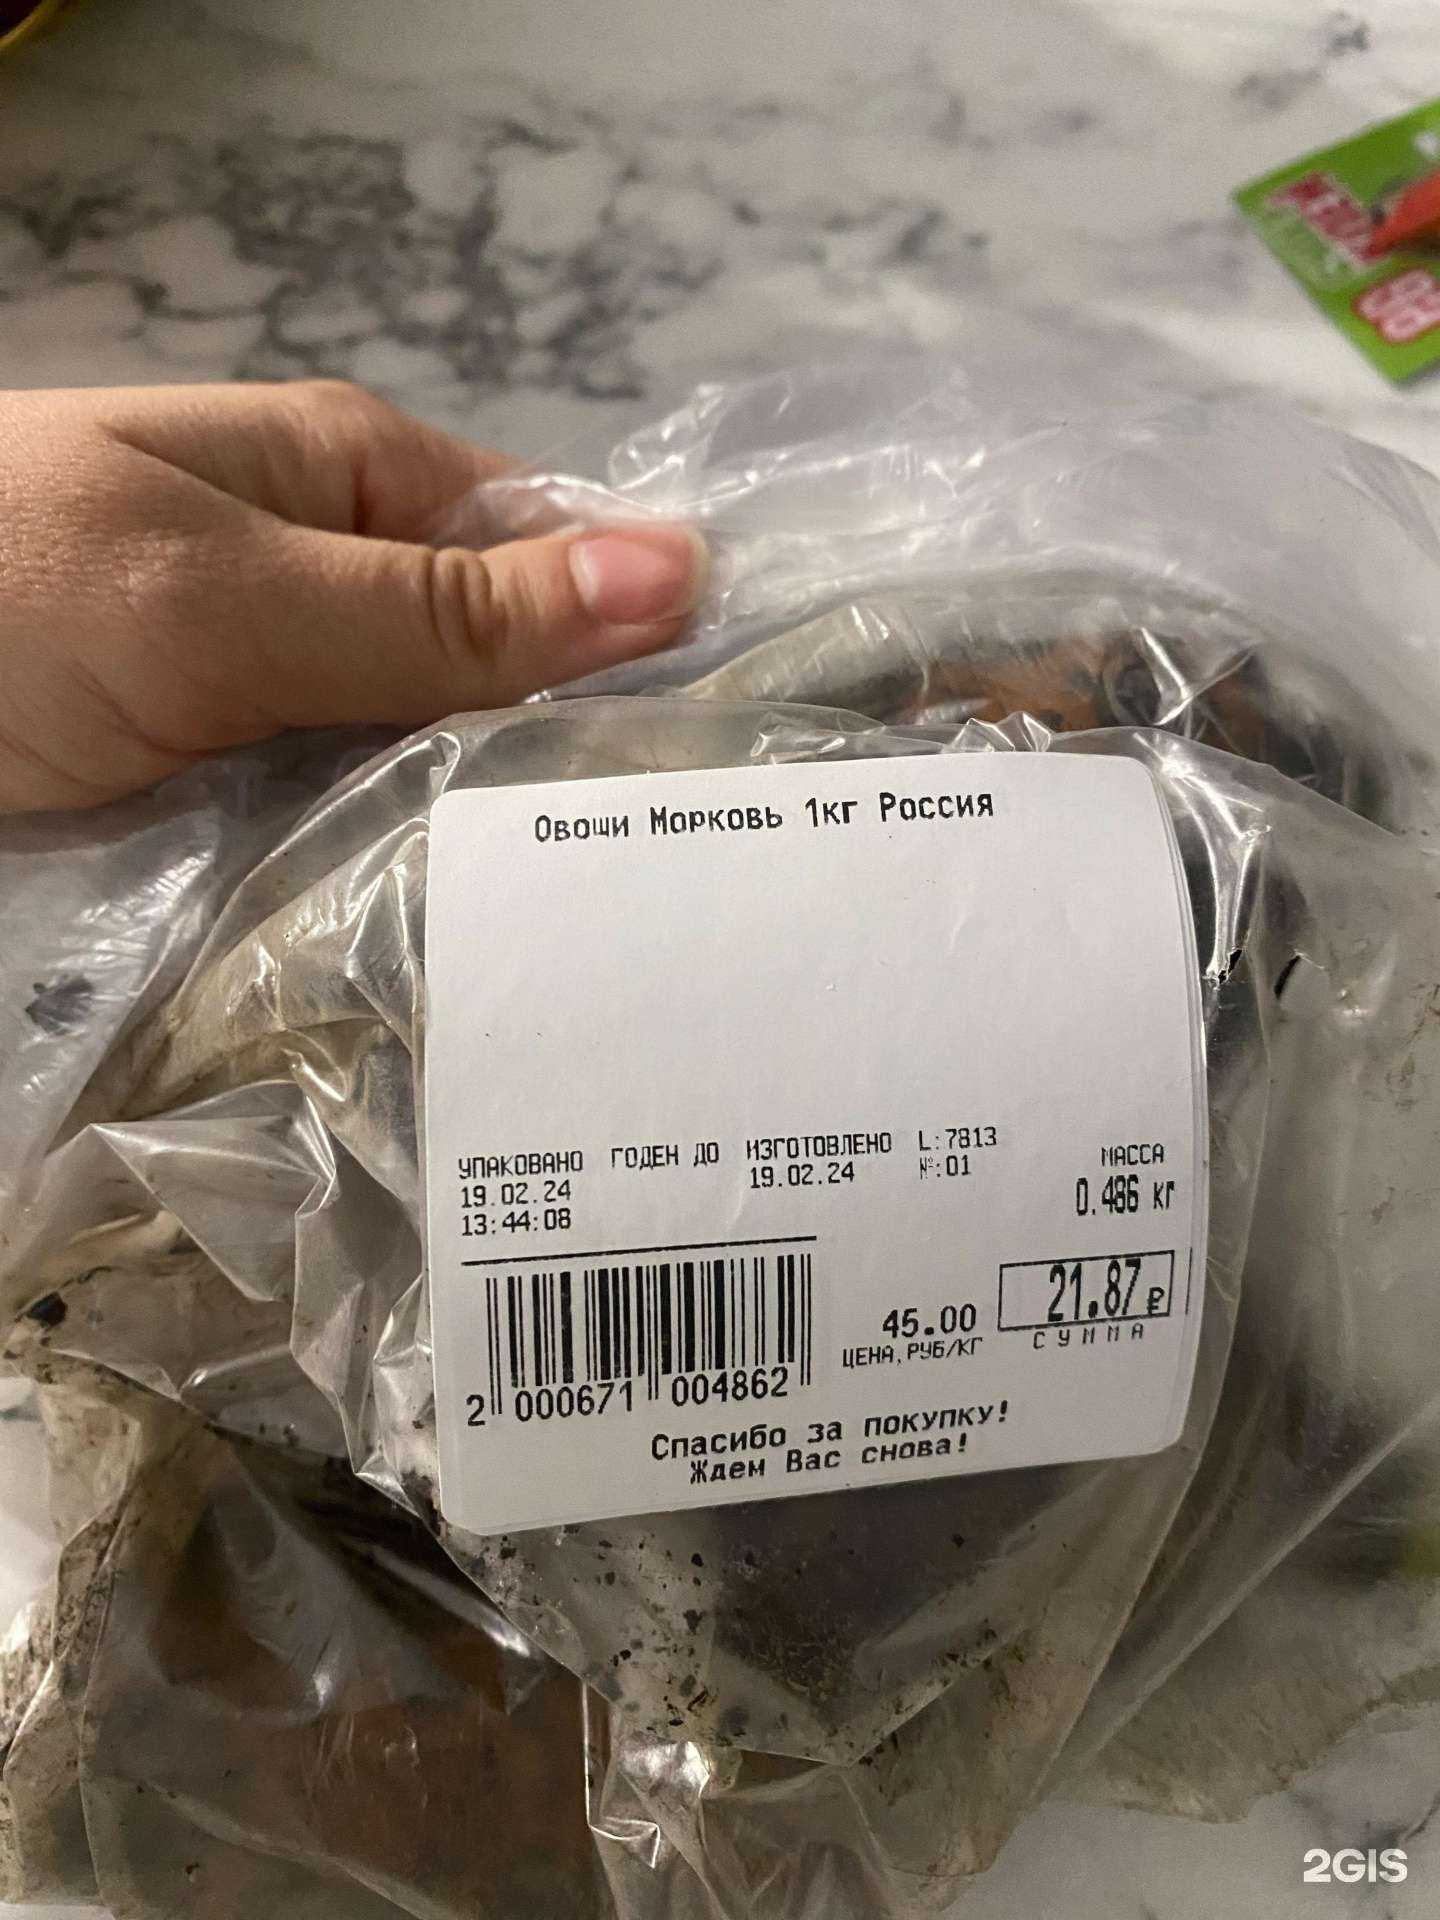 Овощи Морковь 1кг Россия
УПАКОВАНО ГОДЕН ДО ИЗГОТОВЛЕНО L:7813
19.02.24 19.02.24 №:01
13:44:08
МАССА
0.486 кг
21.87 ₽
СУММА
45.00
ЦЕНА,РУБ/КГ
2 000671 004862
Спасибо за покупку!
Ждем Вас снова!
2GIS